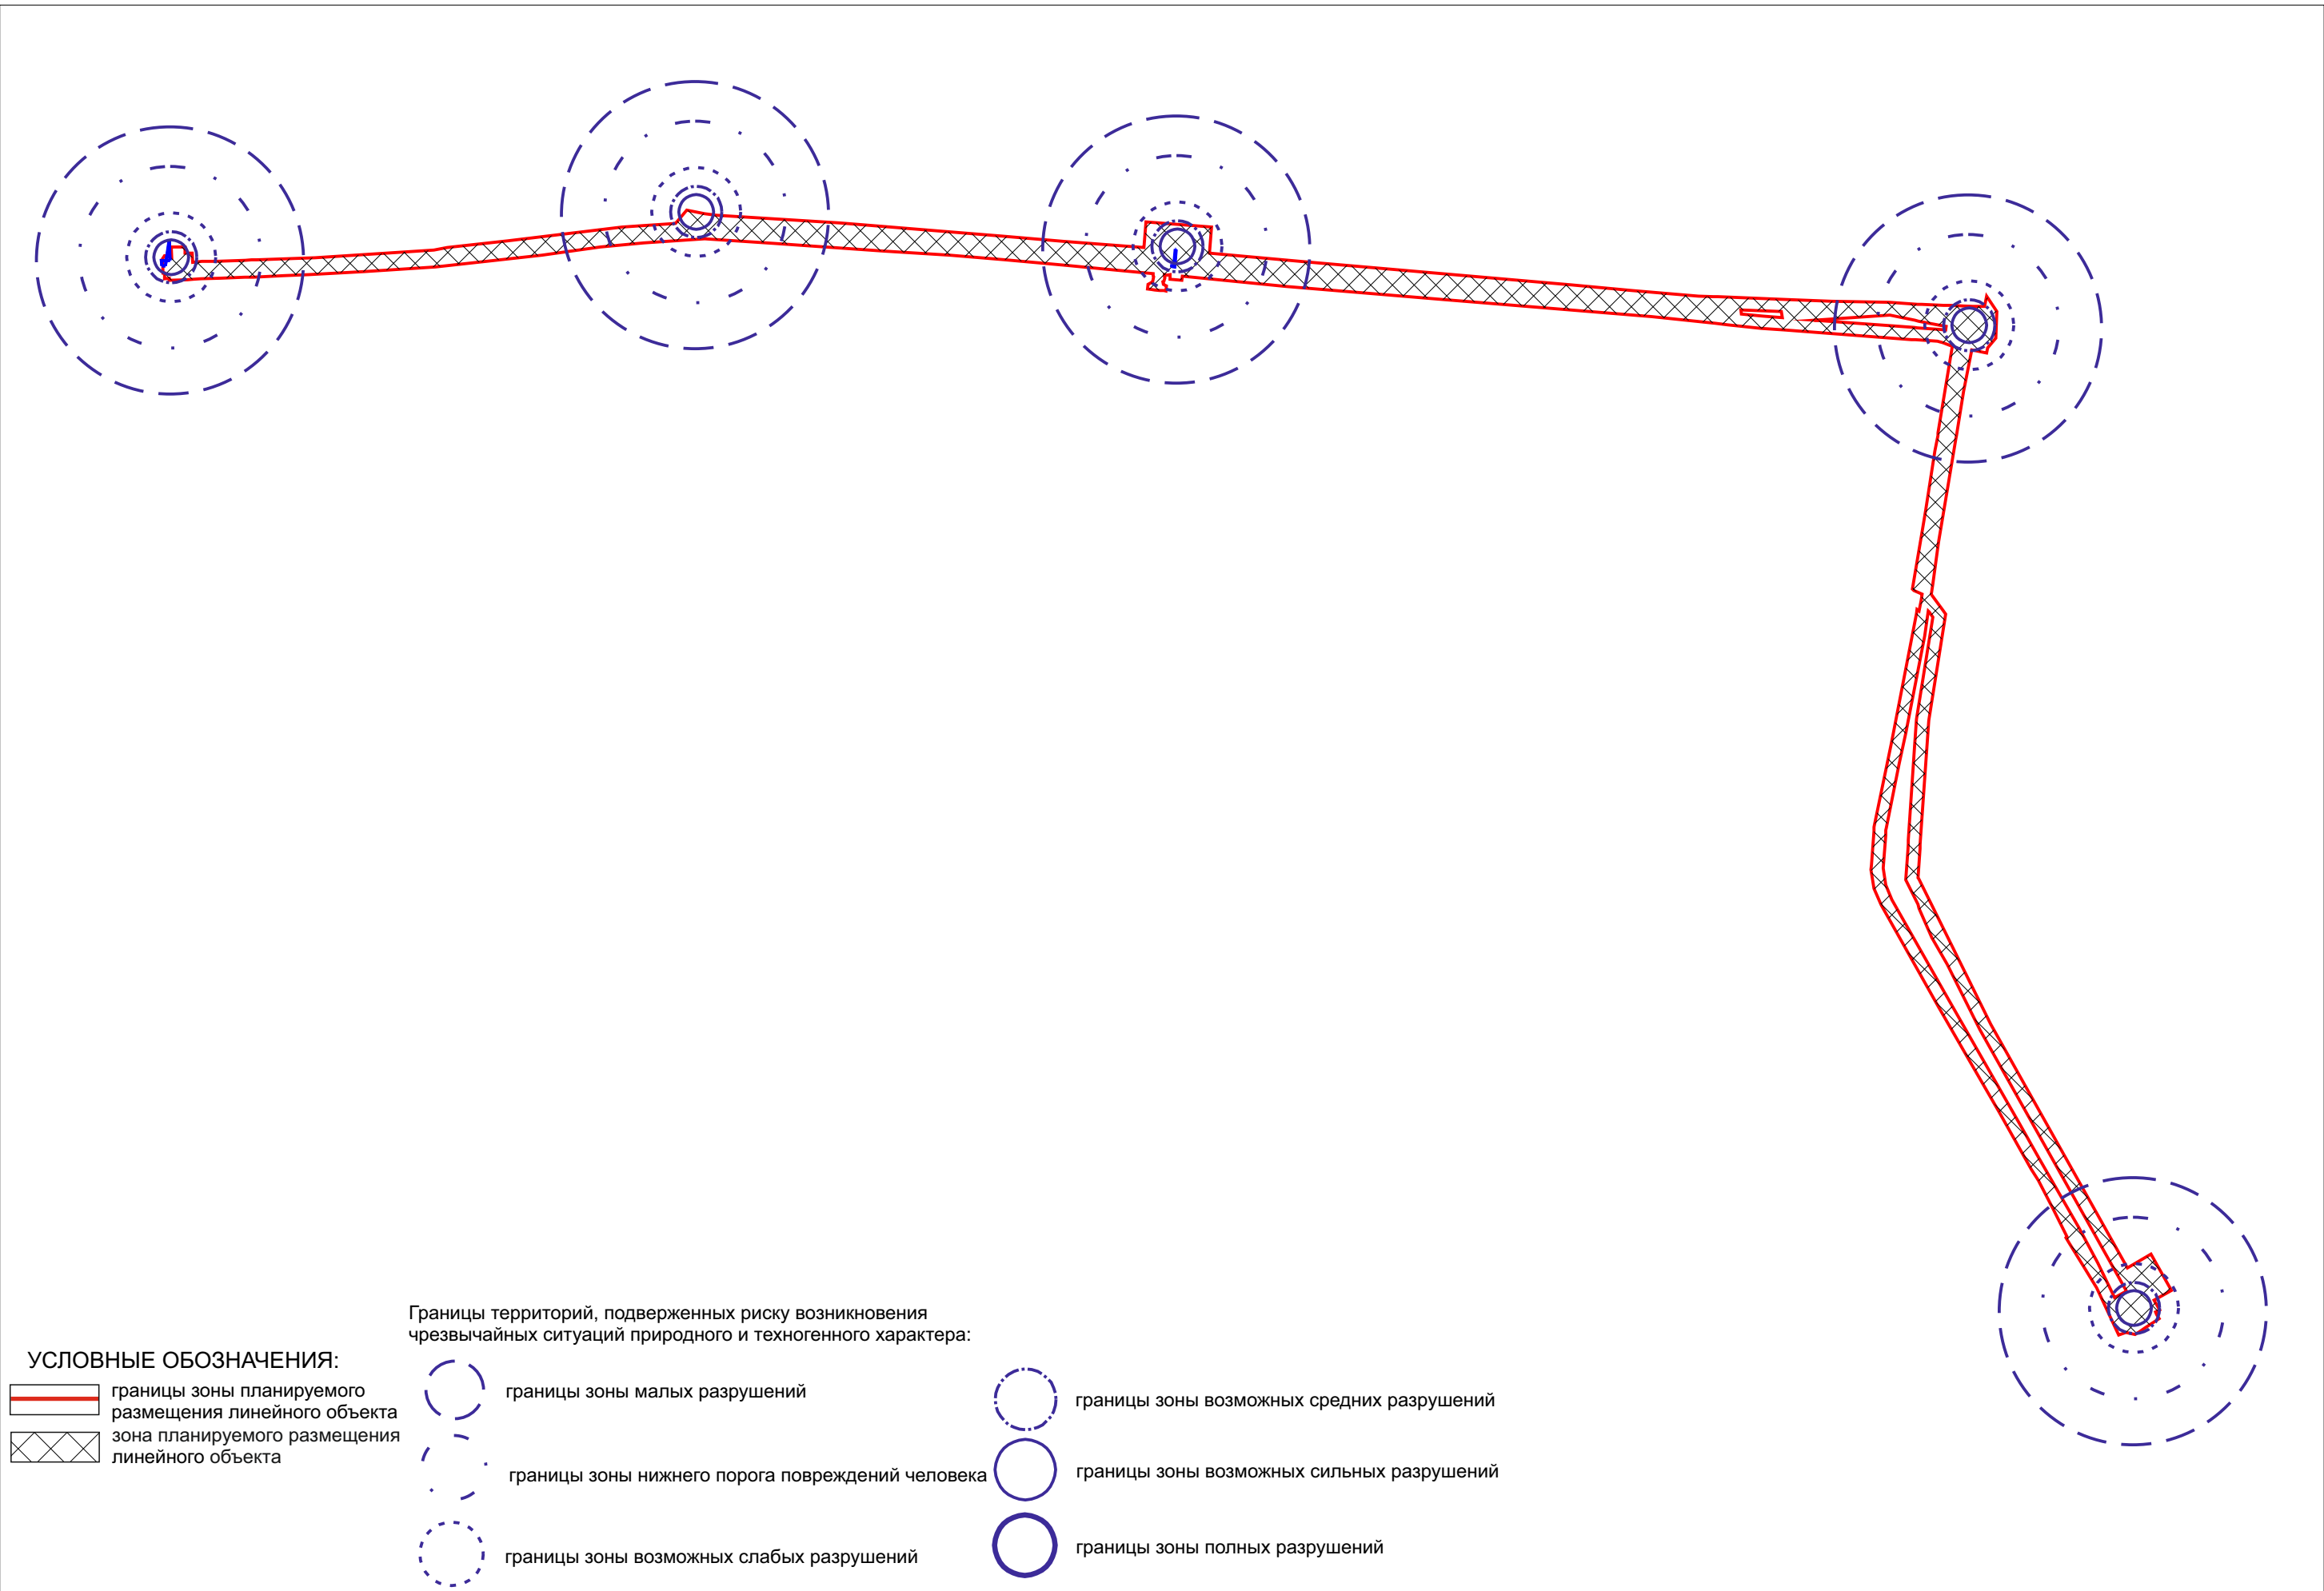 УСЛОВНЫЕ ОБОЗНАЧЕНИЯ:
границы зоны планируемого
размещения линейного объекта
зона планируемого размещения
линейного объекта
Границы территорий, подверженных риску возникновения
чрезвычайных ситуаций природного и техногенного характера:
границы зоны малых разрушений
границы зоны нижнего порога повреждений человека
границы зоны возможных слабых разрушений
границы зоны возможных средних разрушений
границы зоны возможных сильных разрушений
границы зоны полных разрушений